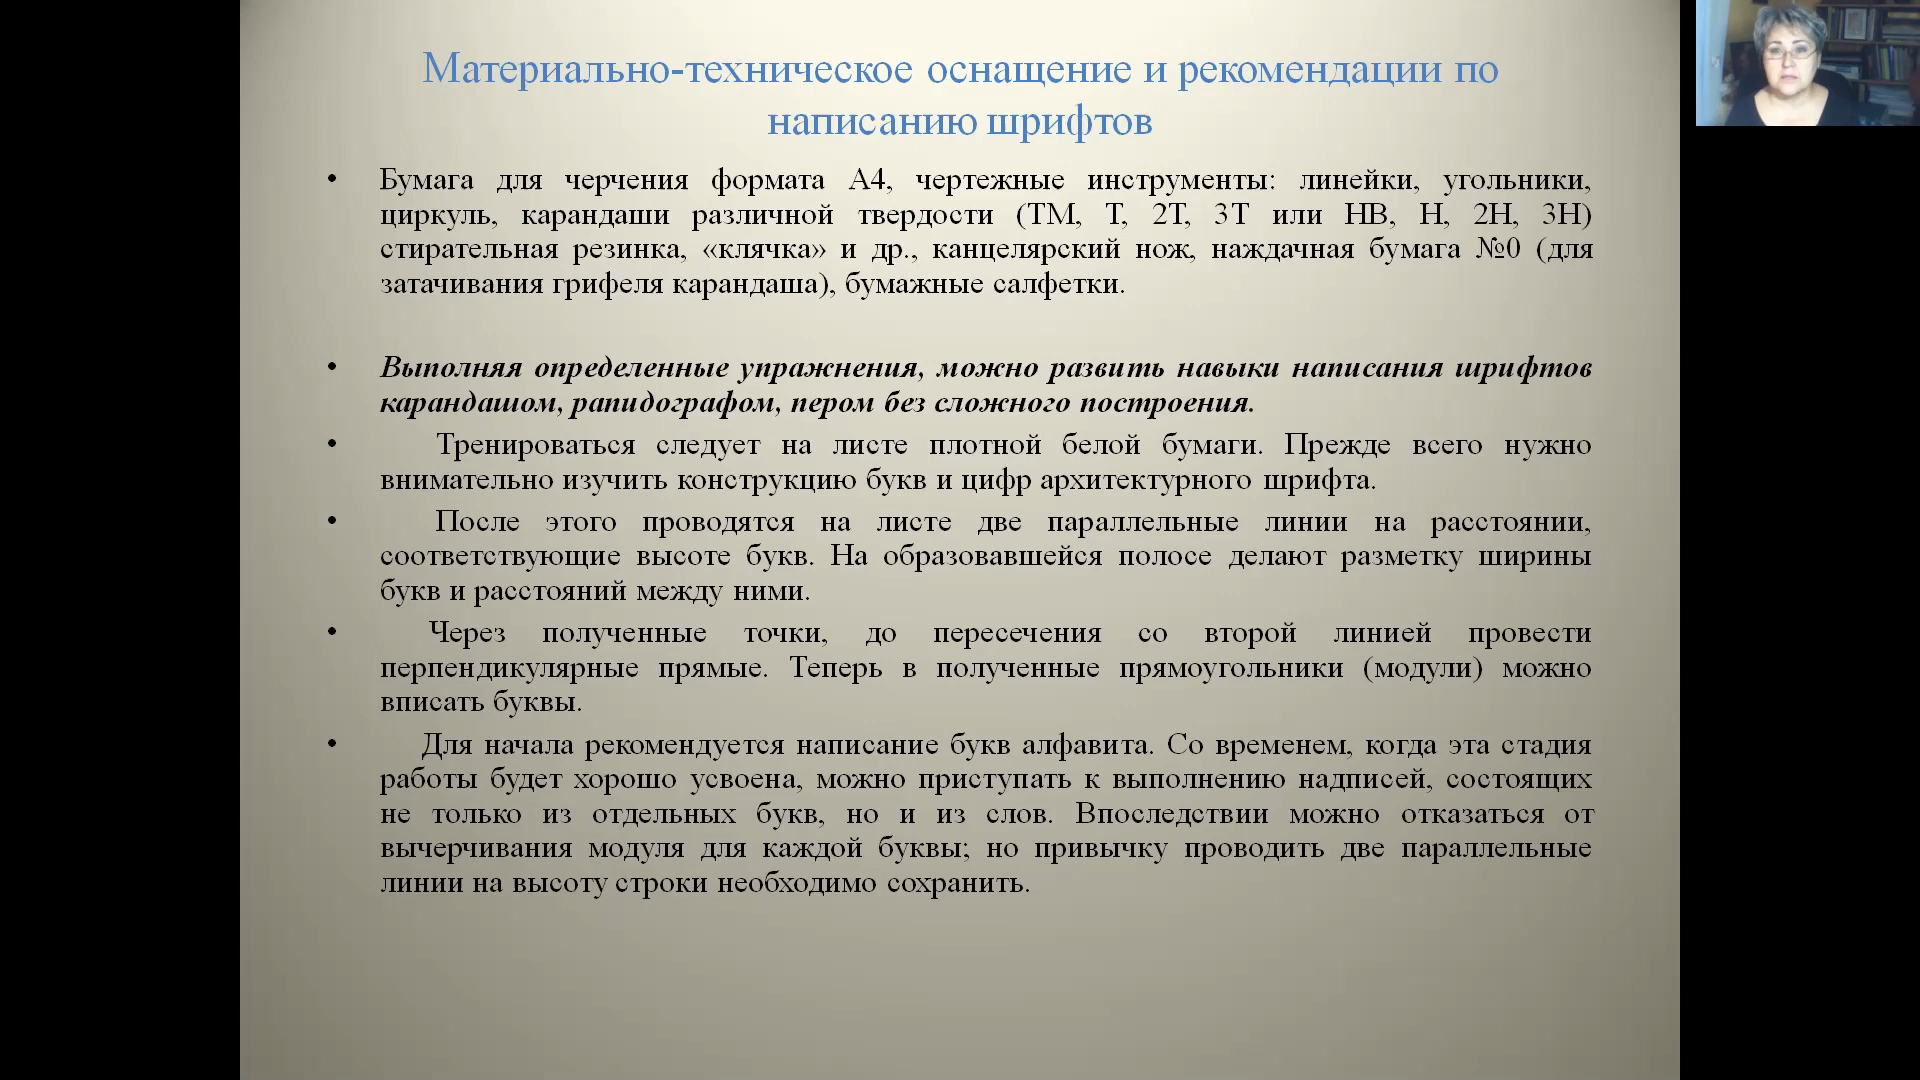 Материально-техническое оснащение и рекомендации по
написанию шрифтов
• Бумага для черчения формата А4, чертежные инструменты: линейки, угольники,
циркуль, карандаши различной твердости (ТМ, Т, 2Т, 3Т или НВ, Н, 2Н, 3Н)
стирательная резинка, «клячка» и др., канцелярский нож, наждачная бумага №0 (для
затачивания грифеля карандаша), бумажные салфетки.
• Выполняя определенные упражнения, можно развить навыки написания шрифтов
карандашом, рапидографом, пером без сложного построения.
• Тренироваться следует на листе плотной белой бумаги. Прежде всего нужно
внимательно изучить конструкцию букв и цифр архитектурного шрифта.
• После этого проводятся на листе две параллельные линии на расстоянии,
соответствующие высоте букв. На образовавшейся полосе делают разметку ширины
букв и расстояний между ними.
• Через полученные точки, до пересечения со второй линией провести
перпендикулярные прямые. Теперь в полученные прямоугольники (модули) можно
вписать буквы.
• Для начала рекомендуется написание букв алфавита. Со временем, когда эта стадия
работы будет хорошо усвоена, можно приступать к выполнению надписей, состоящих
не только из отдельных букв, но и из слов. Впоследствии можно отказаться от
вычерчивания модуля для каждой буквы; но привычку проводить две параллельные
линии на высоту строки необходимо сохранить.